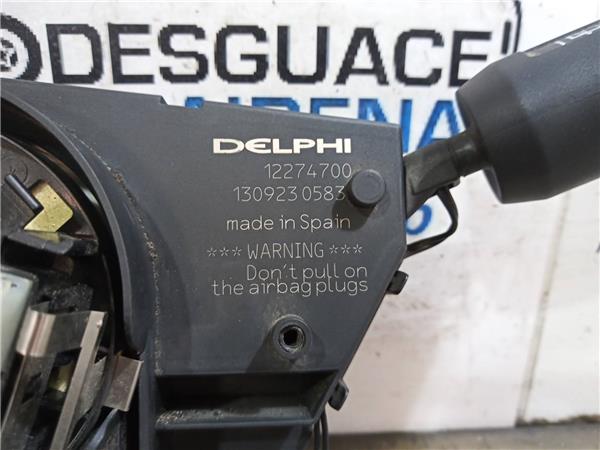 DESGUACE
DELPHI
12274700
130923 0583
made in Spain
*** WARNING ***
Don't pull on
the airbag plugs